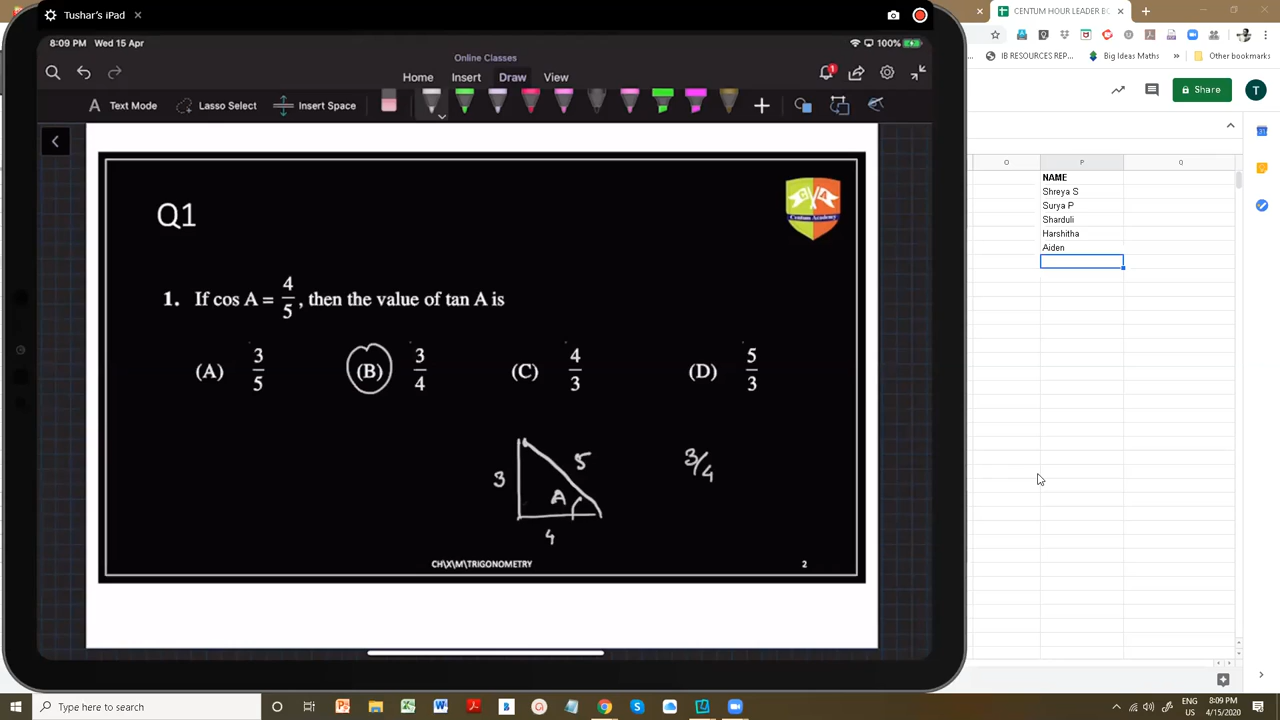 Tushar's iPad
CENTUM HOUR LEADER BO
8:09 PM Wed 15 Apr
100%
Online Classes
Home Insert Draw View
1
IB RESOURCES REP...
Big Ideas Maths
»
Other bookmarks
A Text Mode
Lasso Select
Insert Space
Share
T
O P Q
NAME
Shreya S
Surya P
Sharduli
Harshitha
Aiden
Q1
Centum Academy
1. If cos A = 4/5, then the value of tan A is
(A) 3/5 (B) 3/4 (C) 4/3 (D) 5/3
3 5 A 4
3/4
CH\X\M\TRIGONOMETRY
2
Type here to search
ENG
US
8:09 PM
4/15/2020